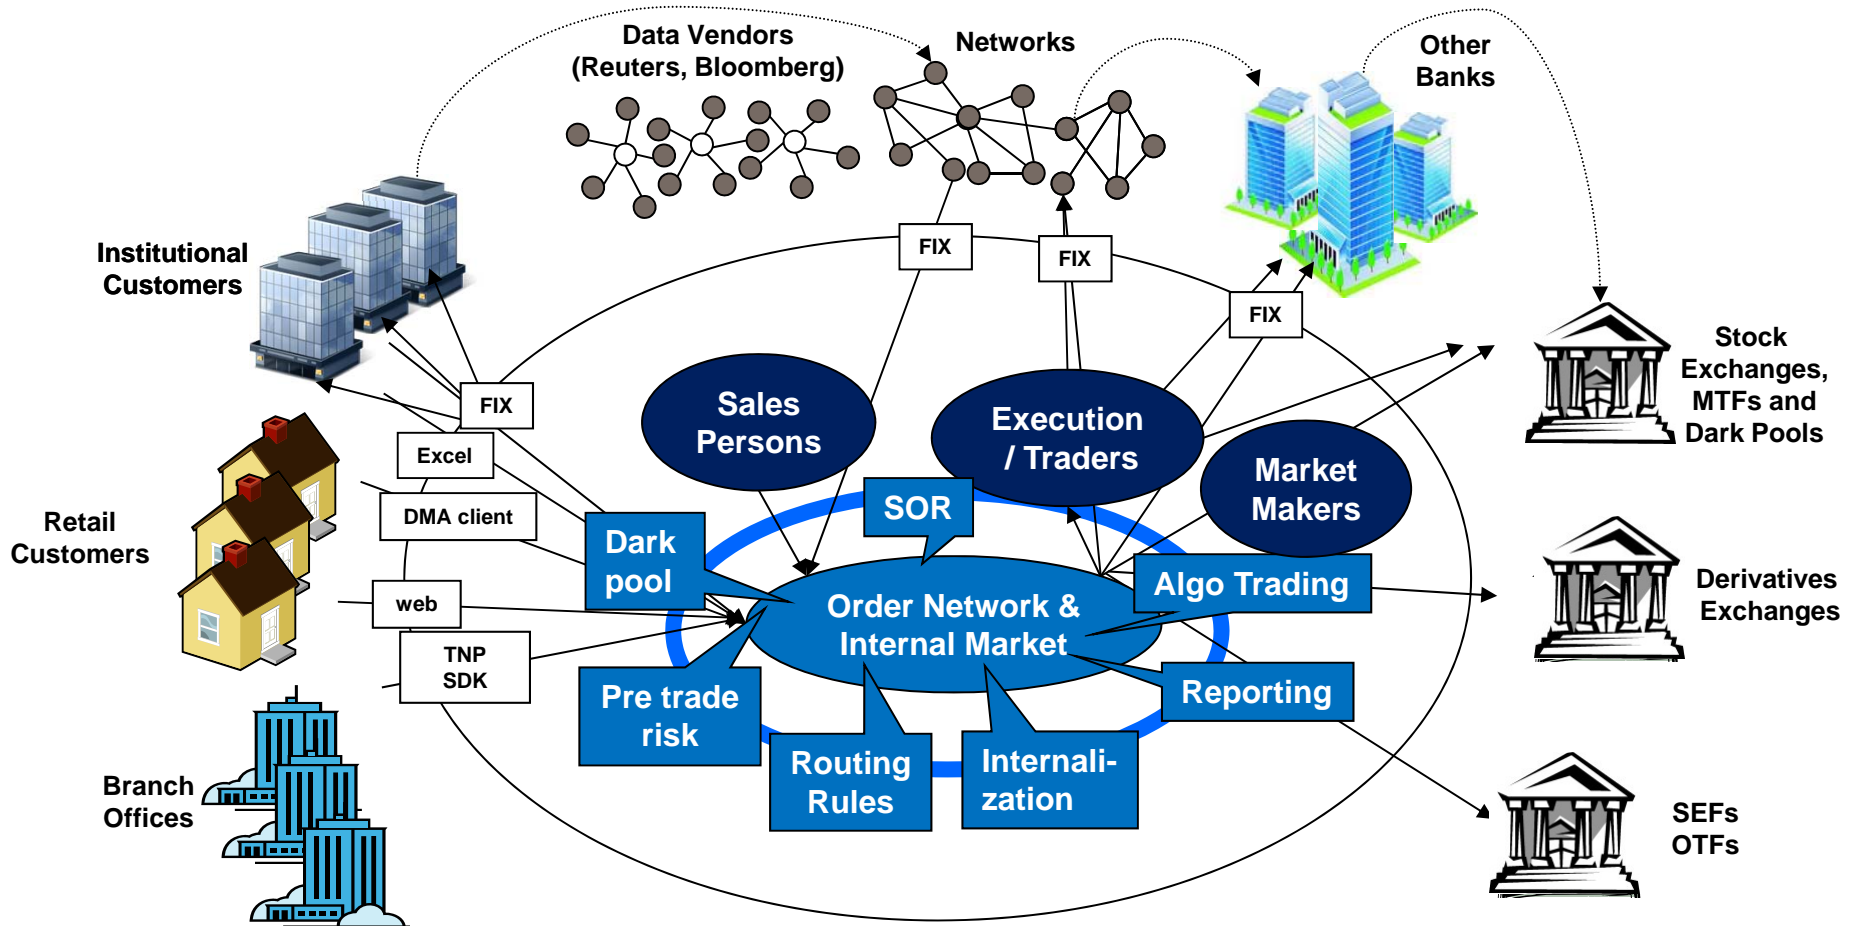 Data Vendors
(Reuters, Bloomberg)
Networks
Other
Banks
Institutional
Customers
FIX
FIX
FIX
Stock
Exchanges,
MTFs and
Dark Pools
FIX
Sales
Persons
Execution
/ Traders
Market
Makers
Excel
DMA client
Retail
Customers
SOR
Dark
pool
Algo Trading
Derivatives
Exchanges
web
Order Network &
Internal Market
TNP
SDK
Pre trade
risk
Reporting
Routing
Rules
Internali-
zation
Branch
Offices
SEFs
OTFs